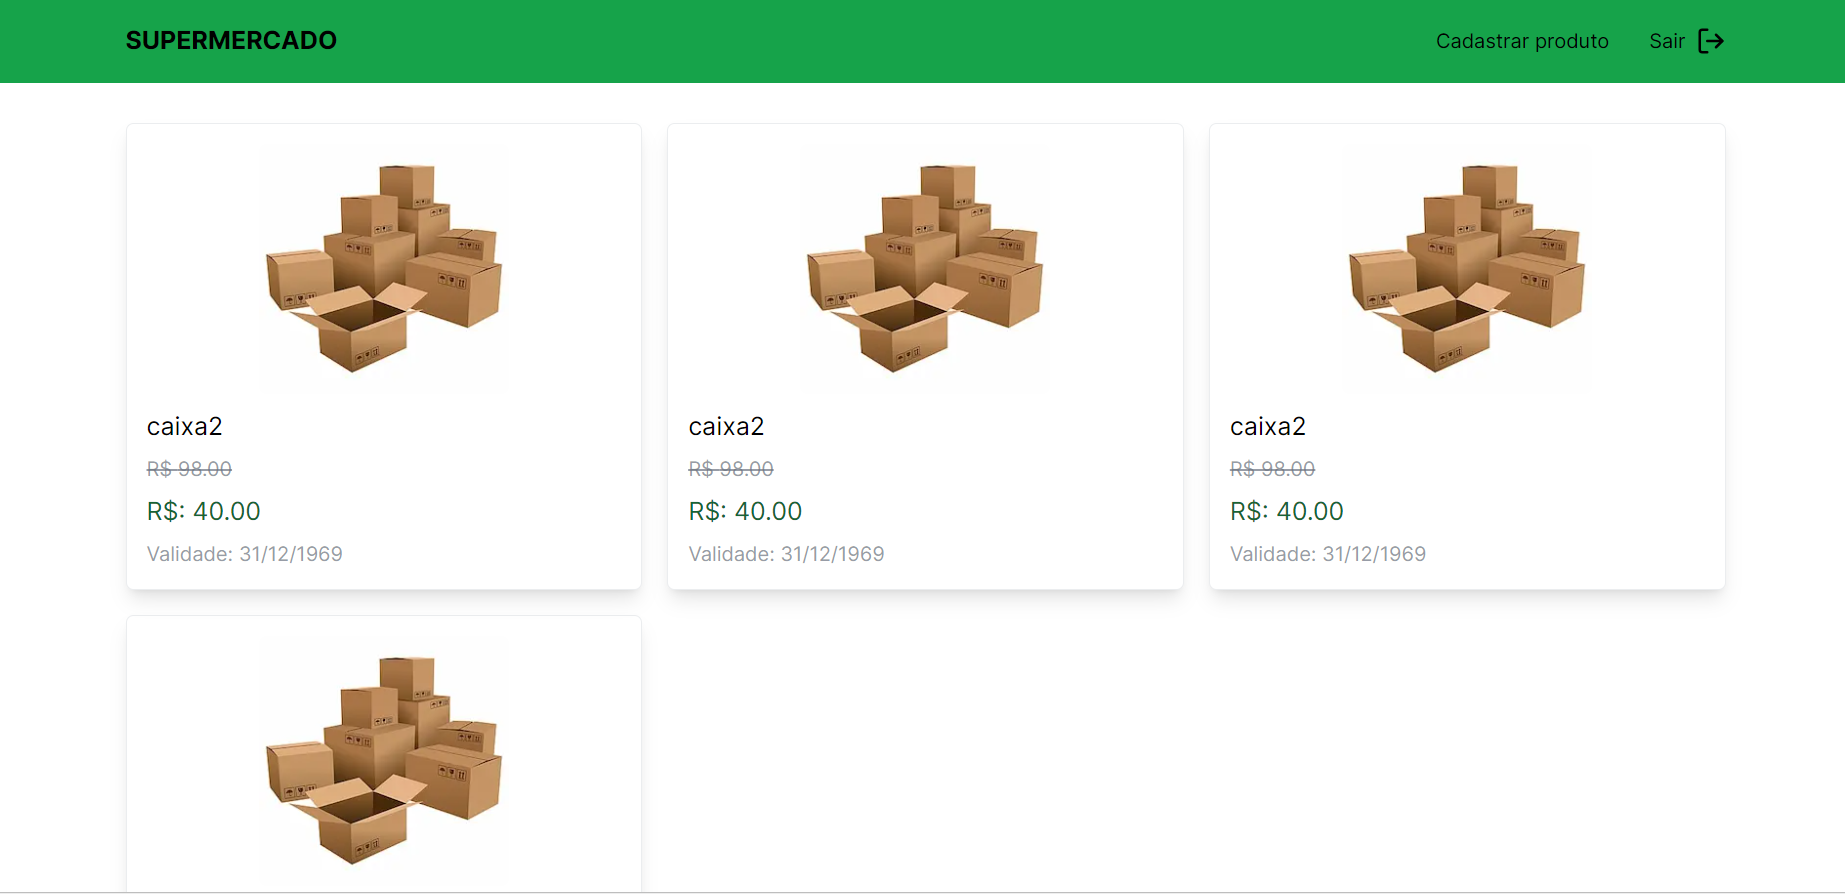 SUPERMERCADO
Cadastrar produto
Sair
caixa2
R$ 98.00
R$: 40.00
Validade: 31/12/1969
caixa2
R$ 98.00
R$: 40.00
Validade: 31/12/1969
caixa2
R$ 98.00
R$: 40.00
Validade: 31/12/1969